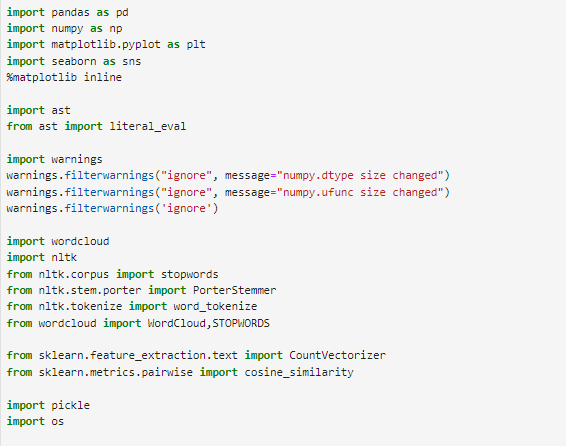 import pandas as pd
import numpy as np
import matplotlib.pyplot as plt
import seaborn as sns
%matplotlib inline
import ast
from ast import literal_eval
import warnings
warnings.filterwarnings("ignore", message="numpy.dtype size changed")
warnings.filterwarnings("ignore", message="numpy.ufunc size changed")
warnings.filterwarnings('ignore')
import wordcloud
import nltk
from nltk.corpus import stopwords
from nltk.stem.porter import PorterStemmer
from nltk.tokenize import word_tokenize
from wordcloud import WordCloud,STOPWORDS
from sklearn.feature_extraction.text import CountVectorizer
from sklearn.metrics.pairwise import cosine_similarity
import pickle
import os